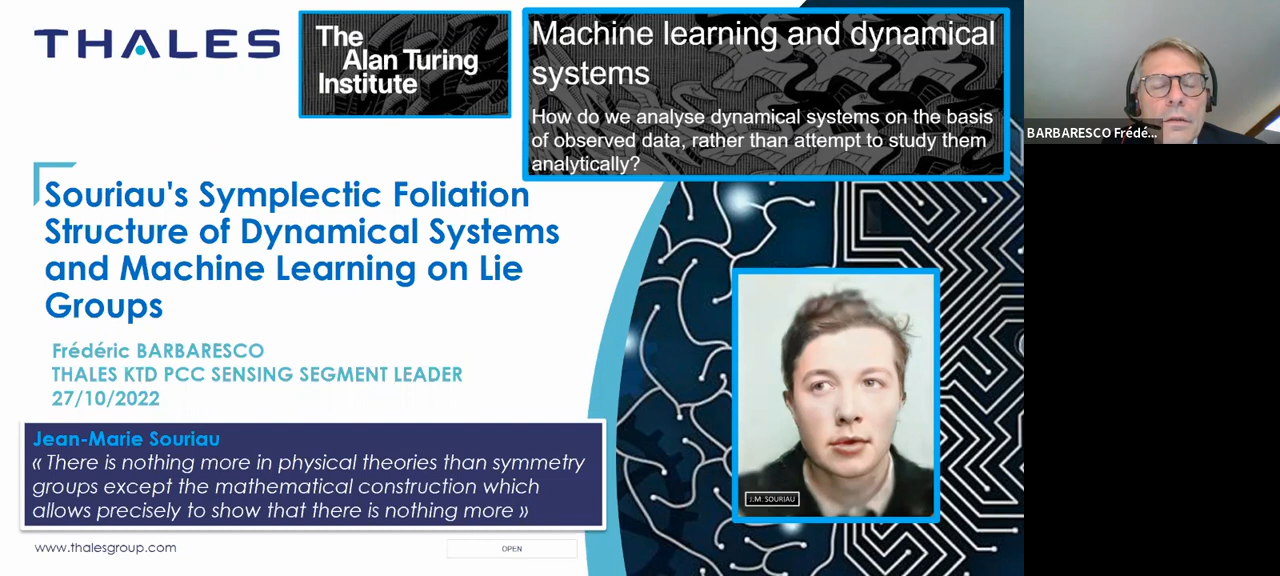 THALES
The
Alan Turing
Institute
Machine learning and dynamical
systems
How do we analyse dynamical systems on the basis
of observed data, rather than attempt to study them
analytically?
BARBARESCO Frédé...
Souriau's Symplectic Foliation
Structure of Dynamical Systems
and Machine Learning on Lie
Groups
Frédéric BARBARESCO
THALES KTD PCC SENSING SEGMENT LEADER
27/10/2022
Jean-Marie Souriau
« There is nothing more in physical theories than symmetry
groups except the mathematical construction which
allows precisely to show that there is nothing more »
J.M. SOURIAU
www.thalesgroup.com
OPEN